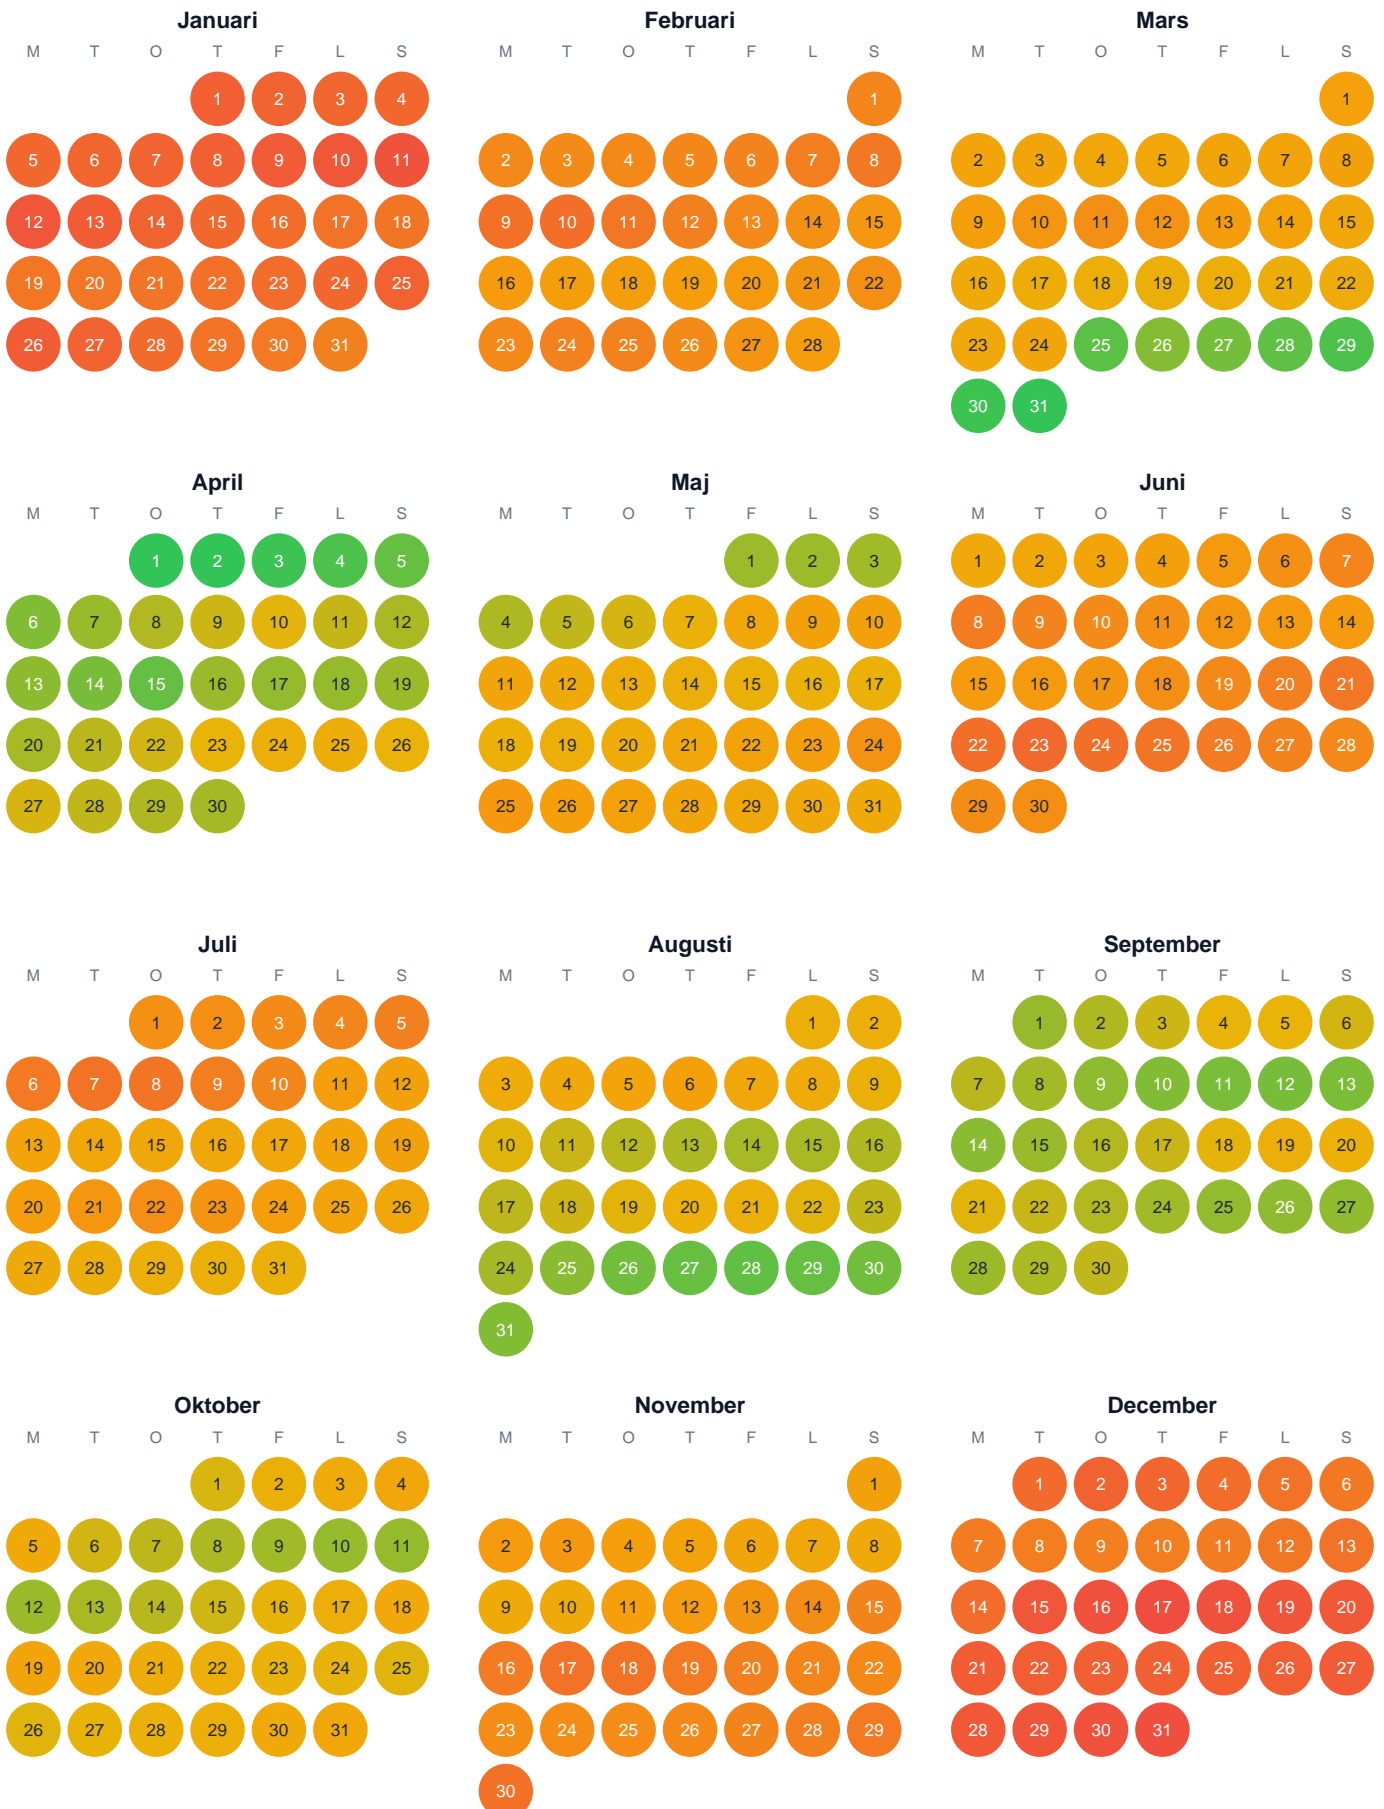 Januari Februari Mars
M T O T F L S M T O T F L S M T O T F L S
1 2 3 4 1 1
5 6 7 8 9 10 11 2 3 4 5 6 7 8 2 3 4 5 6 7 8
12 13 14 15 16 17 18 9 10 11 12 13 14 15 9 10 11 12 13 14 15
19 20 21 22 23 24 25 16 17 18 19 20 21 22 16 17 18 19 20 21 22
26 27 28 29 30 31 23 24 25 26 27 28 23 24 25 26 27 28 29
30 31
April Maj Juni
M T O T F L S M T O T F L S M T O T F L S
1 2 3 4 5 1 2 3 1 2 3 4 5 6 7
6 7 8 9 10 11 12 4 5 6 7 8 9 10 8 9 10 11 12 13 14
13 14 15 16 17 18 19 11 12 13 14 15 16 17 15 16 17 18 19 20 21
20 21 22 23 24 25 26 18 19 20 21 22 23 24 22 23 24 25 26 27 28
27 28 29 30 25 26 27 28 29 30 31 29 30
Juli Augusti September
M T O T F L S M T O T F L S M T O T F L S
1 2 3 4 5 1 2 1 2 3 4 5 6
6 7 8 9 10 11 12 3 4 5 6 7 8 9 7 8 9 10 11 12 13
13 14 15 16 17 18 19 10 11 12 13 14 15 16 14 15 16 17 18 19 20
20 21 22 23 24 25 26 17 18 19 20 21 22 23 21 22 23 24 25 26 27
27 28 29 30 31 24 25 26 27 28 29 30 28 29 30
31
Oktober November December
M T O T F L S M T O T F L S M T O T F L S
1 2 3 4 1 1 2 3 4 5 6
5 6 7 8 9 10 11 2 3 4 5 6 7 8 7 8 9 10 11 12 13
12 13 14 15 16 17 18 9 10 11 12 13 14 15 14 15 16 17 18 19 20
19 20 21 22 23 24 25 16 17 18 19 20 21 22 21 22 23 24 25 26 27
26 27 28 29 30 31 23 24 25 26 27 28 29 28 29 30 31
30